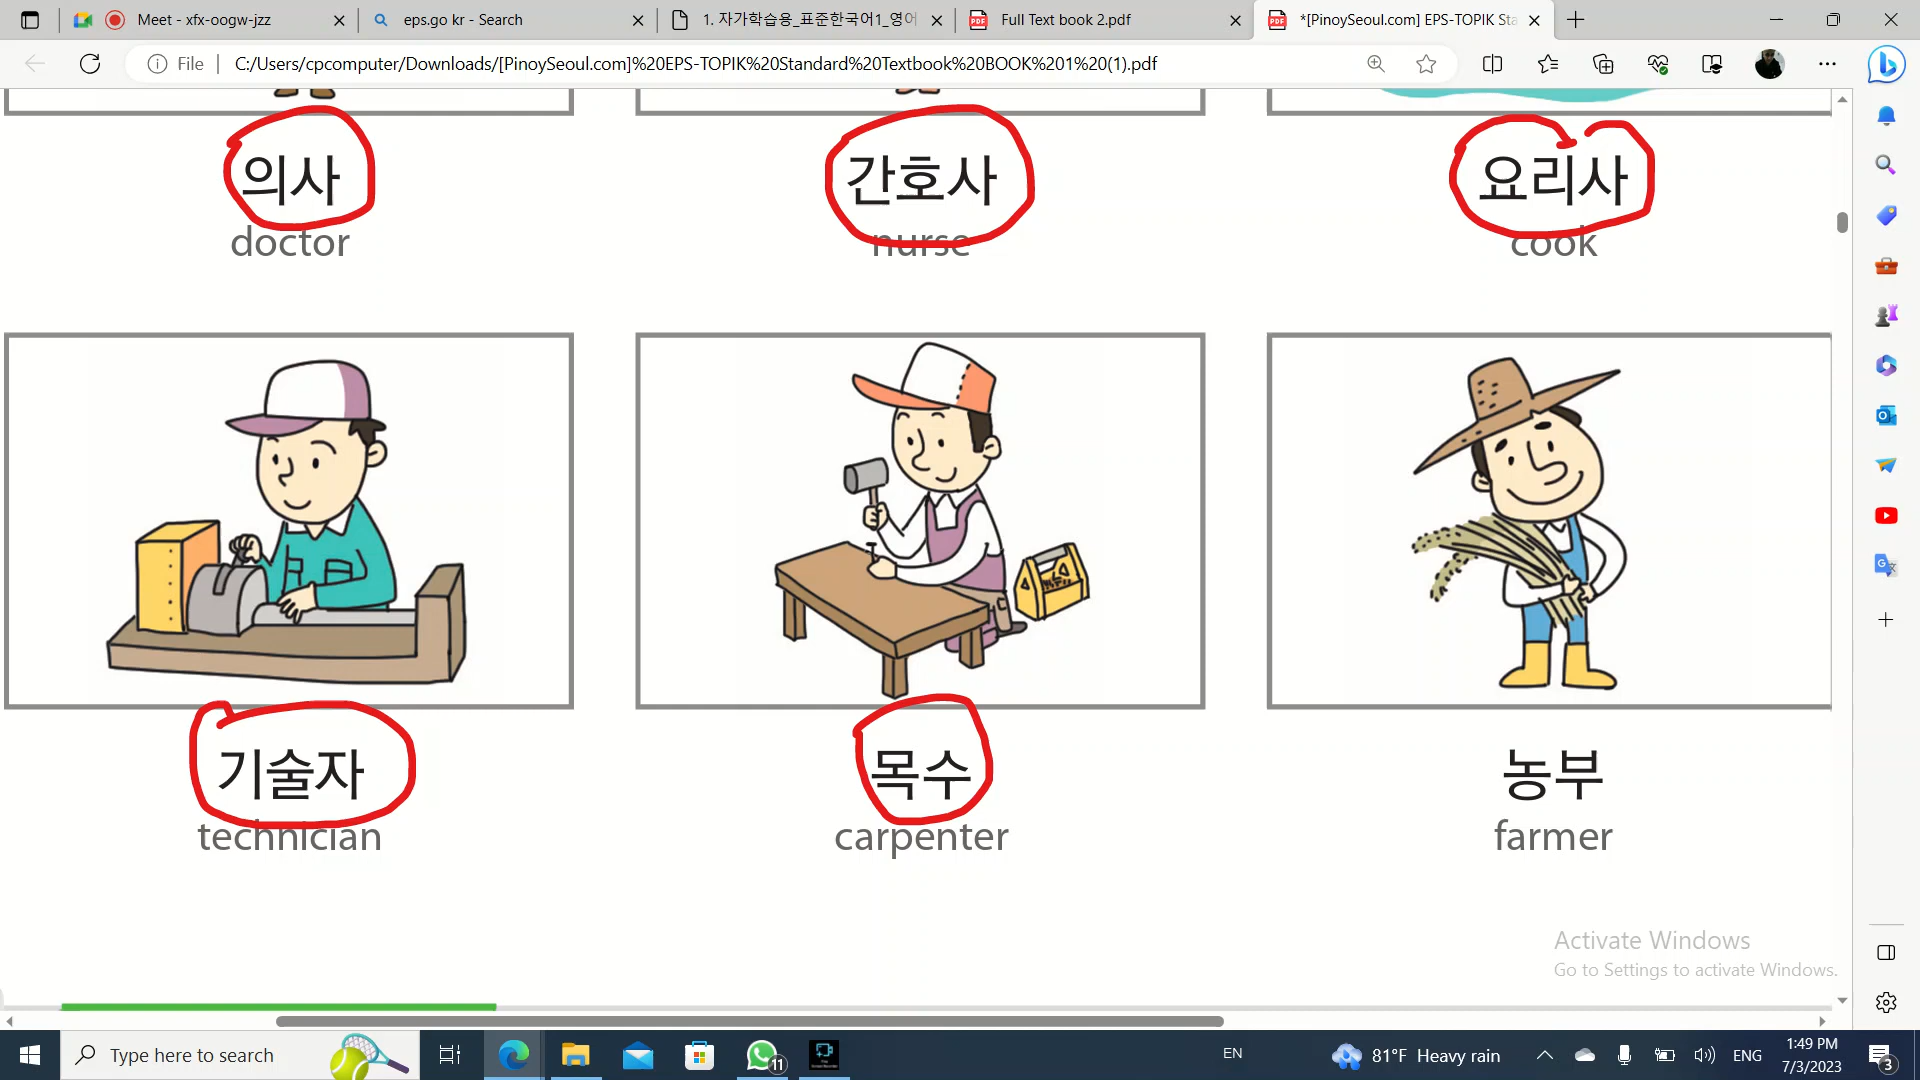 Meet - xfx-oogw-jzz
eps.go kr - Search
1. 자가학습용_표준한국어1_영어
Full Text book 2.pdf
*[PinoySeoul.com] EPS-TOPIK Sta
File
C:/Users/cpcomputer/Downloads/[PinoySeoul.com]%20EPS-TOPIK%20Standard%20Textbook%20BOOK%201%20(1).pdf
의사 간호사 요리사
doctor nurse cook
기술자 목수 농부
technician carpenter farmer
Activate Windows
Go to Settings to activate Windows.
Type here to search
11
EN
81°F Heavy rain
ENG
1:49 PM
7/3/2023
3